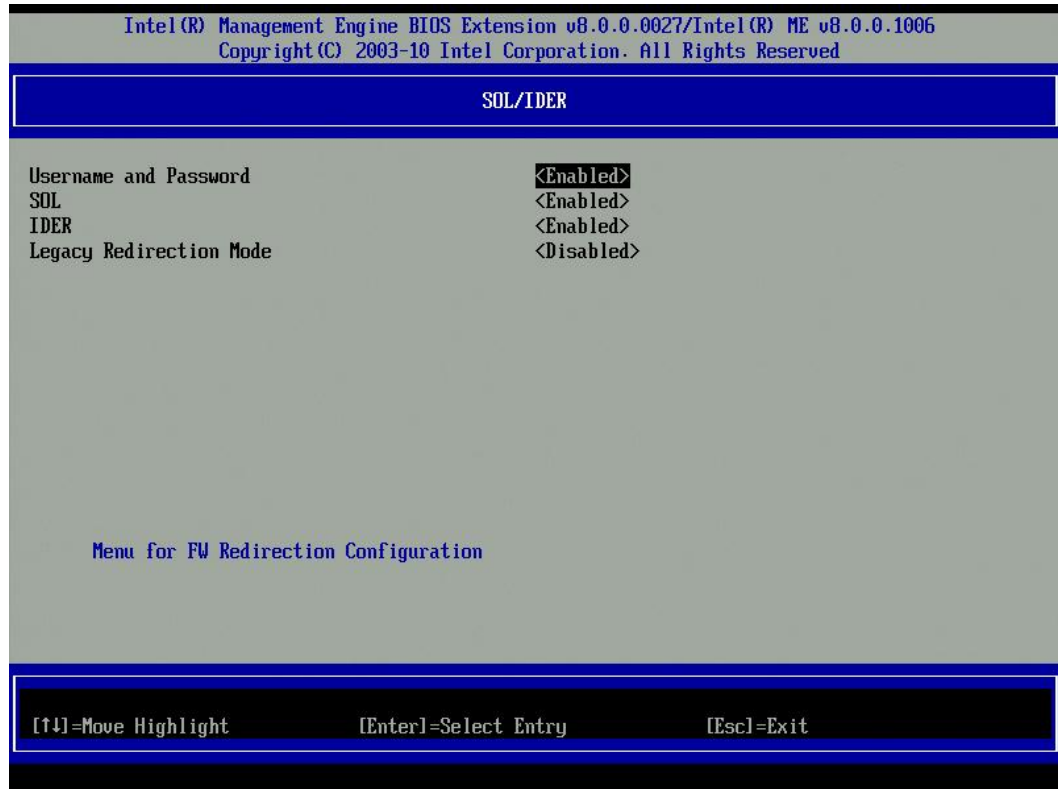 Intel(R) Management Engine BIOS Extension v8.0.0.0027/Intel(R) ME v8.0.0.1006
Copyright(C) 2003-10 Intel Corporation. All Rights Reserved
SOL/IDER
Username and Password <Enabled>
SOL <Enabled>
IDER <Enabled>
Legacy Redirection Mode <Disabled>
Menu for FW Redirection Configuration
[↑↓]=Move Highlight [Enter]=Select Entry [Esc]=Exit